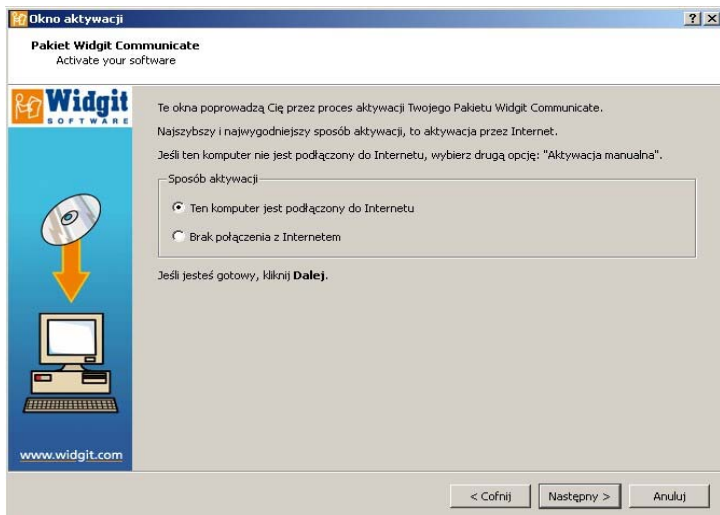 Okno aktywacji
Pakiet Widgit Communicate
Activate your software
Widgit
SOFTWARE
Te okna poprowadzą Cię przez proces aktywacji Twojego Pakietu Widgit Communicate.
Najszybszy i najwygodniejszy sposób aktywacji, to aktywacja przez Internet.
Jeśli ten komputer nie jest podłączony do Internetu, wybierz drugą opcję: "Aktywacja manualna".
Sposób aktywacji
Ten komputer jest podłączony do Internetu
Brak połączenia z Internetem
Jeśli jesteś gotowy, kliknij Dalej.
www.widgit.com
< Cofnij Następny > Anuluj